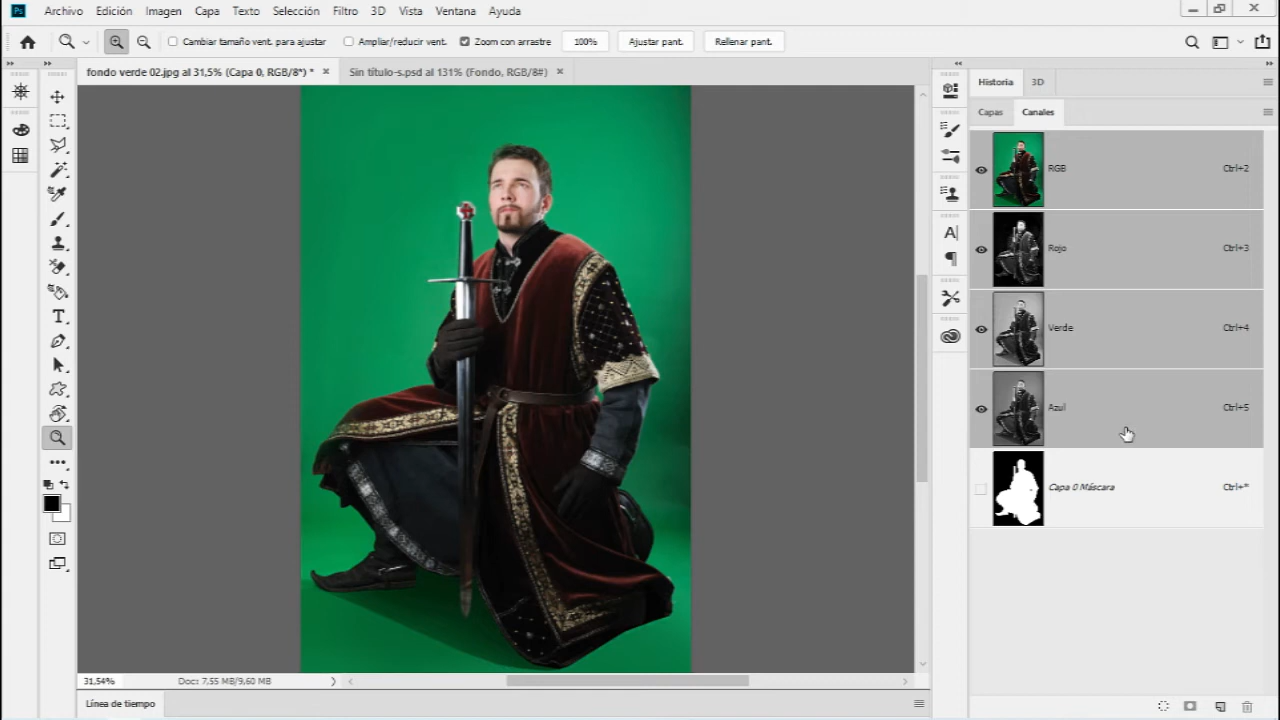 Ps Archivo Edición Imagen Capa Texto Selección Filtro 3D Vista Ventana Ayuda
Cambiar tamaño vent. para ajustar Ampliar/reducir vent. Zoom con arrastre 100% Ajustar pant. Rellenar pant.
fondo verde 02.jpg al 31,5% (Capa 0, RGB/8*) * Sin título-s.psd al 131% (Fondo, RGB/8#)
Historia 3D
Capas Canales
RGB Ctrl+2
Rojo Ctrl+3
Verde Ctrl+4
Azul Ctrl+5
Capa 0 Máscara Ctrl+*
31,54% Doc: 7,55 MB/9,60 MB
Línea de tiempo